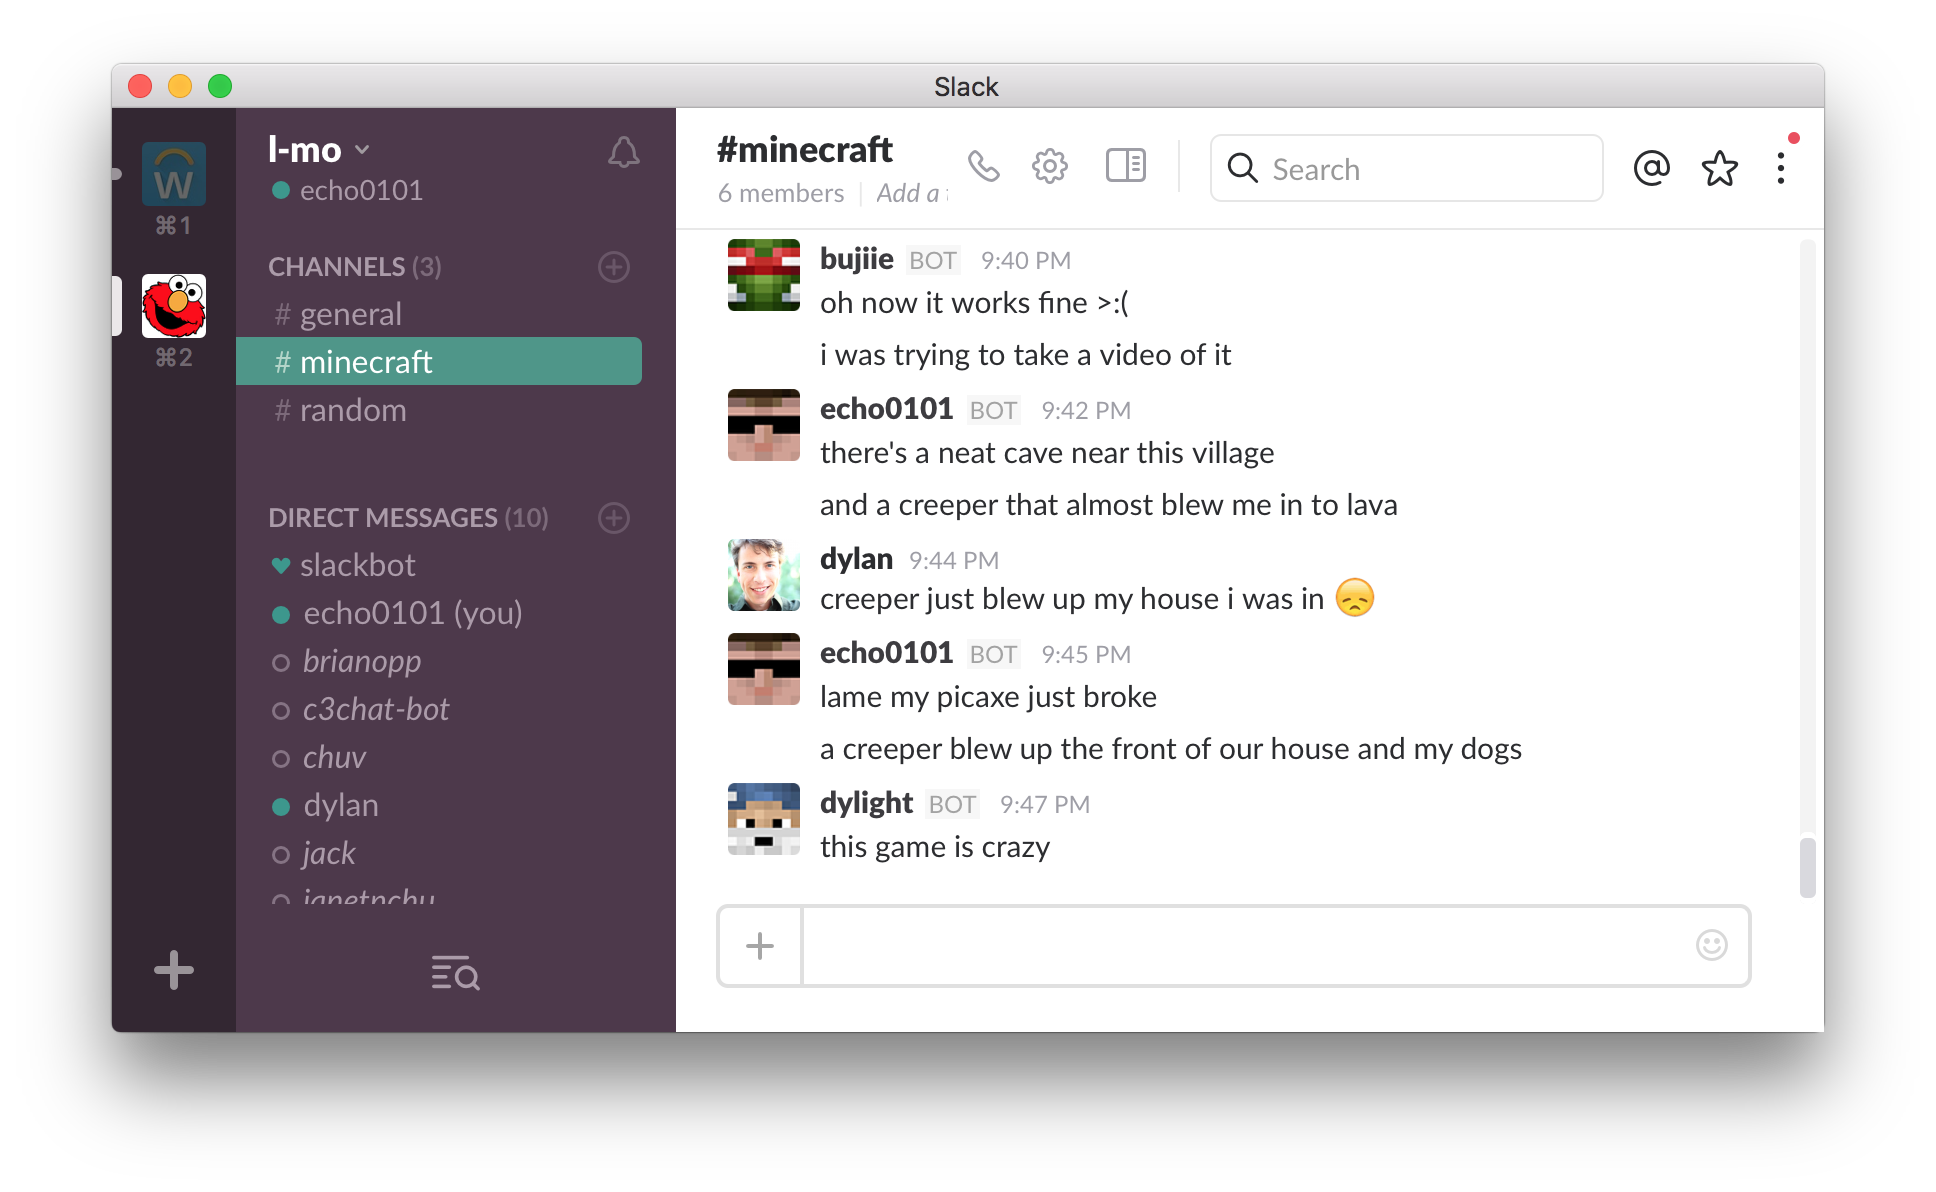 Slack
W
⌘1
⌘2
l-mo
echo0101
CHANNELS (3)
# general
# minecraft
# random
DIRECT MESSAGES (10)
slackbot
echo0101 (you)
brianopp
c3chat-bot
chuv
dylan
jack
janetnchu
#minecraft
6 members
Add a
Search
bujiie BOT 9:40 PM
oh now it works fine >:(
i was trying to take a video of it
echo0101 BOT 9:42 PM
there's a neat cave near this village
and a creeper that almost blew me in to lava
dylan 9:44 PM
creeper just blew up my house i was in 😞
echo0101 BOT 9:45 PM
lame my picaxe just broke
a creeper blew up the front of our house and my dogs
dylight BOT 9:47 PM
this game is crazy